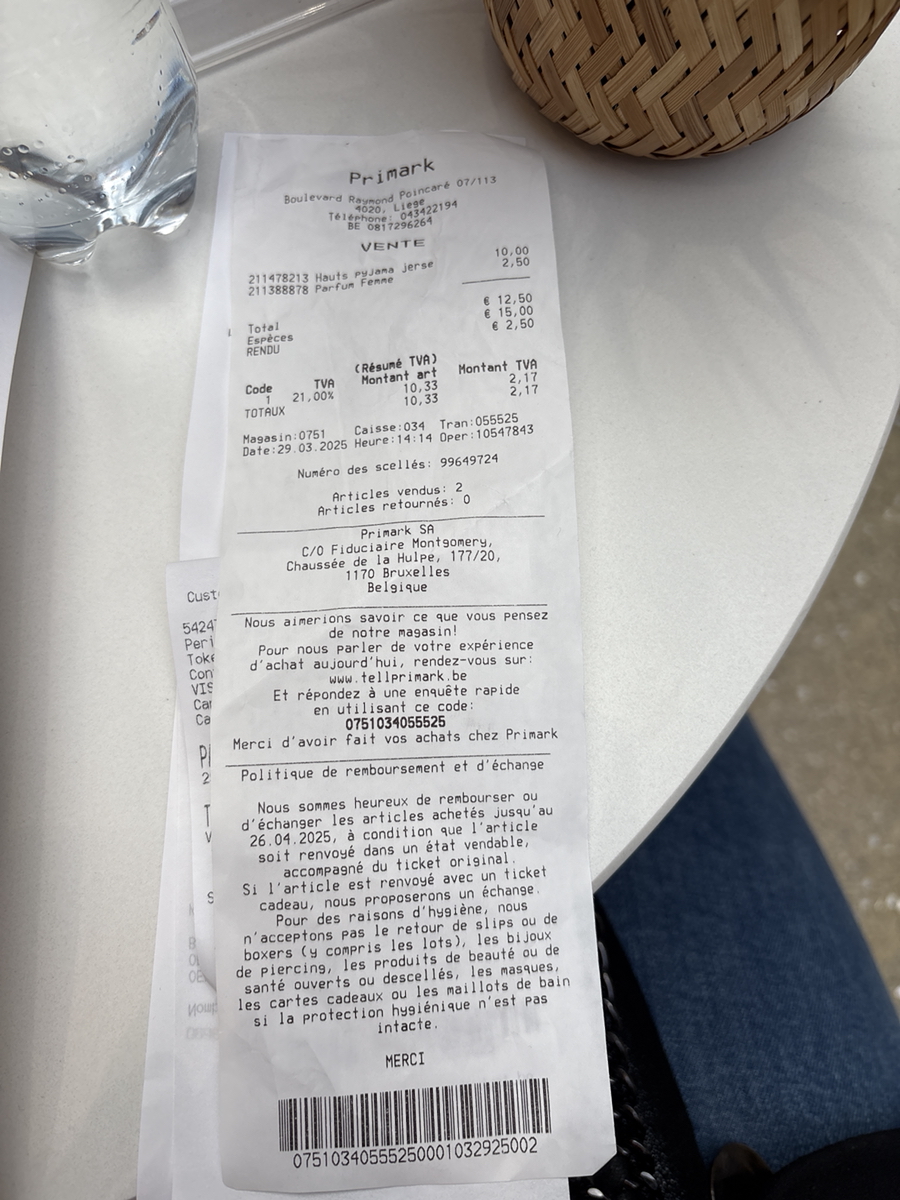 Primark
Boulevard Raymond Poincaré 07/113
4020, Liege
Téléphone: 043422194
BE 0817296264
VENTE
211478213 Hauts pyjama jerse 10,00
211388878 Parfum Femme 2,50
Total € 12,50
Espèces € 15,00
RENDU € 2,50
(Résumé TVA)
Code TVA Montant art Montant TVA
1 21,00% 10,33 2,17
TOTAUX 10,33 2,17
Magasin:0751 Caisse:034 Tran:055525
Date:29.03.2025 Heure:14:14 Oper:10547843
Numéro des scellés: 99649724
Articles vendus: 2
Articles retournés: 0
Primark SA
C/O Fiduciaire Montgomery,
Chaussée de la Hulpe, 177/20,
1170 Bruxelles
Belgique
Nous aimerions savoir ce que vous pensez
de notre magasin!
Pour nous parler de votre expérience
d'achat aujourd'hui, rendez-vous sur:
www.tellprimark.be
Et répondez à une enquête rapide
en utilisant ce code:
0751034055525
Merci d'avoir fait vos achats chez Primark
Politique de remboursement et d'échange
Nous sommes heureux de rembourser ou
d'échanger les articles achetés jusqu'au
26.04.2025, à condition que l'article
soit renvoyé dans un état vendable,
accompagné du ticket original.
Si l'article est renvoyé avec un ticket
cadeau, nous proposerons un échange.
Pour des raisons d'hygiène, nous
n'acceptons pas le retour de slips ou de
boxers (y compris les lots), les bijoux
de piercing, les produits de beauté ou de
santé ouverts ou descellés, les masques,
les cartes cadeaux ou les maillots de bain
si la protection hygiénique n'est pas
intacte.
MERCI
07510340555250001032925002